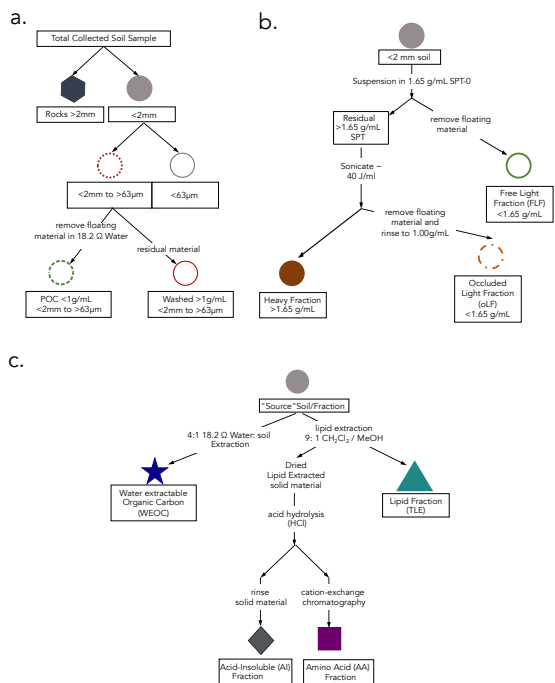 a.
Total Collected Soil Sample
Rocks >2mm
<2mm
<2mm to >63μm
<63μm
remove floating
material in 18.2 Ω Water
residual material
POC <1g/mL
<2mm to >63μm
Washed >1g/mL
<2mm to >63μm
b.
<2 mm soil
Suspension in 1.65 g/mL SPT-0
Residual
>1.65 g/mL
SPT
remove floating
material
Sonicate ~
40 J/ml
Free Light
Fraction (FLF)
<1.65 g/mL
remove floating
material and
rinse to 1.00g/mL
Heavy Fraction
>1.65 g/mL
Occluded
Light Fraction
(oLF)
<1.65 g/mL
c.
"Source"Soil/Fraction
4:1 18.2 Ω Water: soil
Extraction
lipid extraction
9: 1 CH₂Cl₂ / MeOH
Water extractable
Organic Carbon
(WEOC)
Dried
Lipid Extracted
solid material
Lipid Fraction
(TLE)
acid hydrolysis
(HCl)
rinse
solid material
cation-exchange
chromatography
Acid-Insoluble (AI)
Fraction
Amino Acid (AA)
Fraction